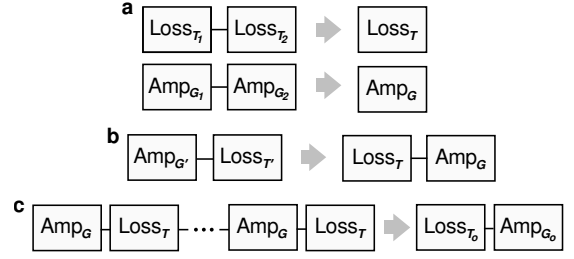 a
Loss_T1 Loss_T2 Loss_T
Amp_G1 Amp_G2 Amp_G
b
Amp_G' Loss_T' Loss_T Amp_G
c
Amp_G Loss_T ··· Amp_G Loss_T Loss_To Amp_Go